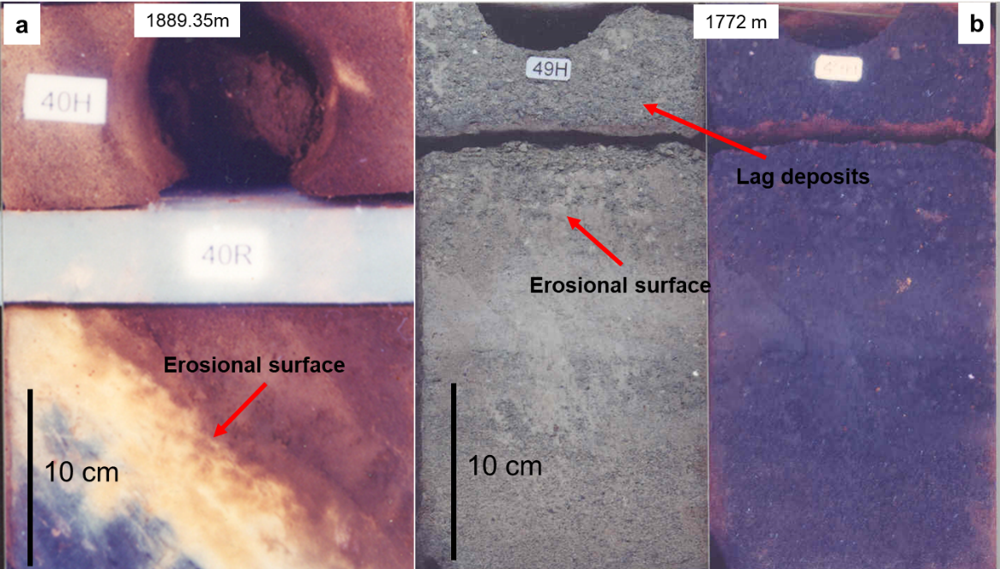 a
1889.35m
40H
40R
Erosional surface
10 cm
1772 m
b
49H
Lag deposits
Erosional surface
10 cm